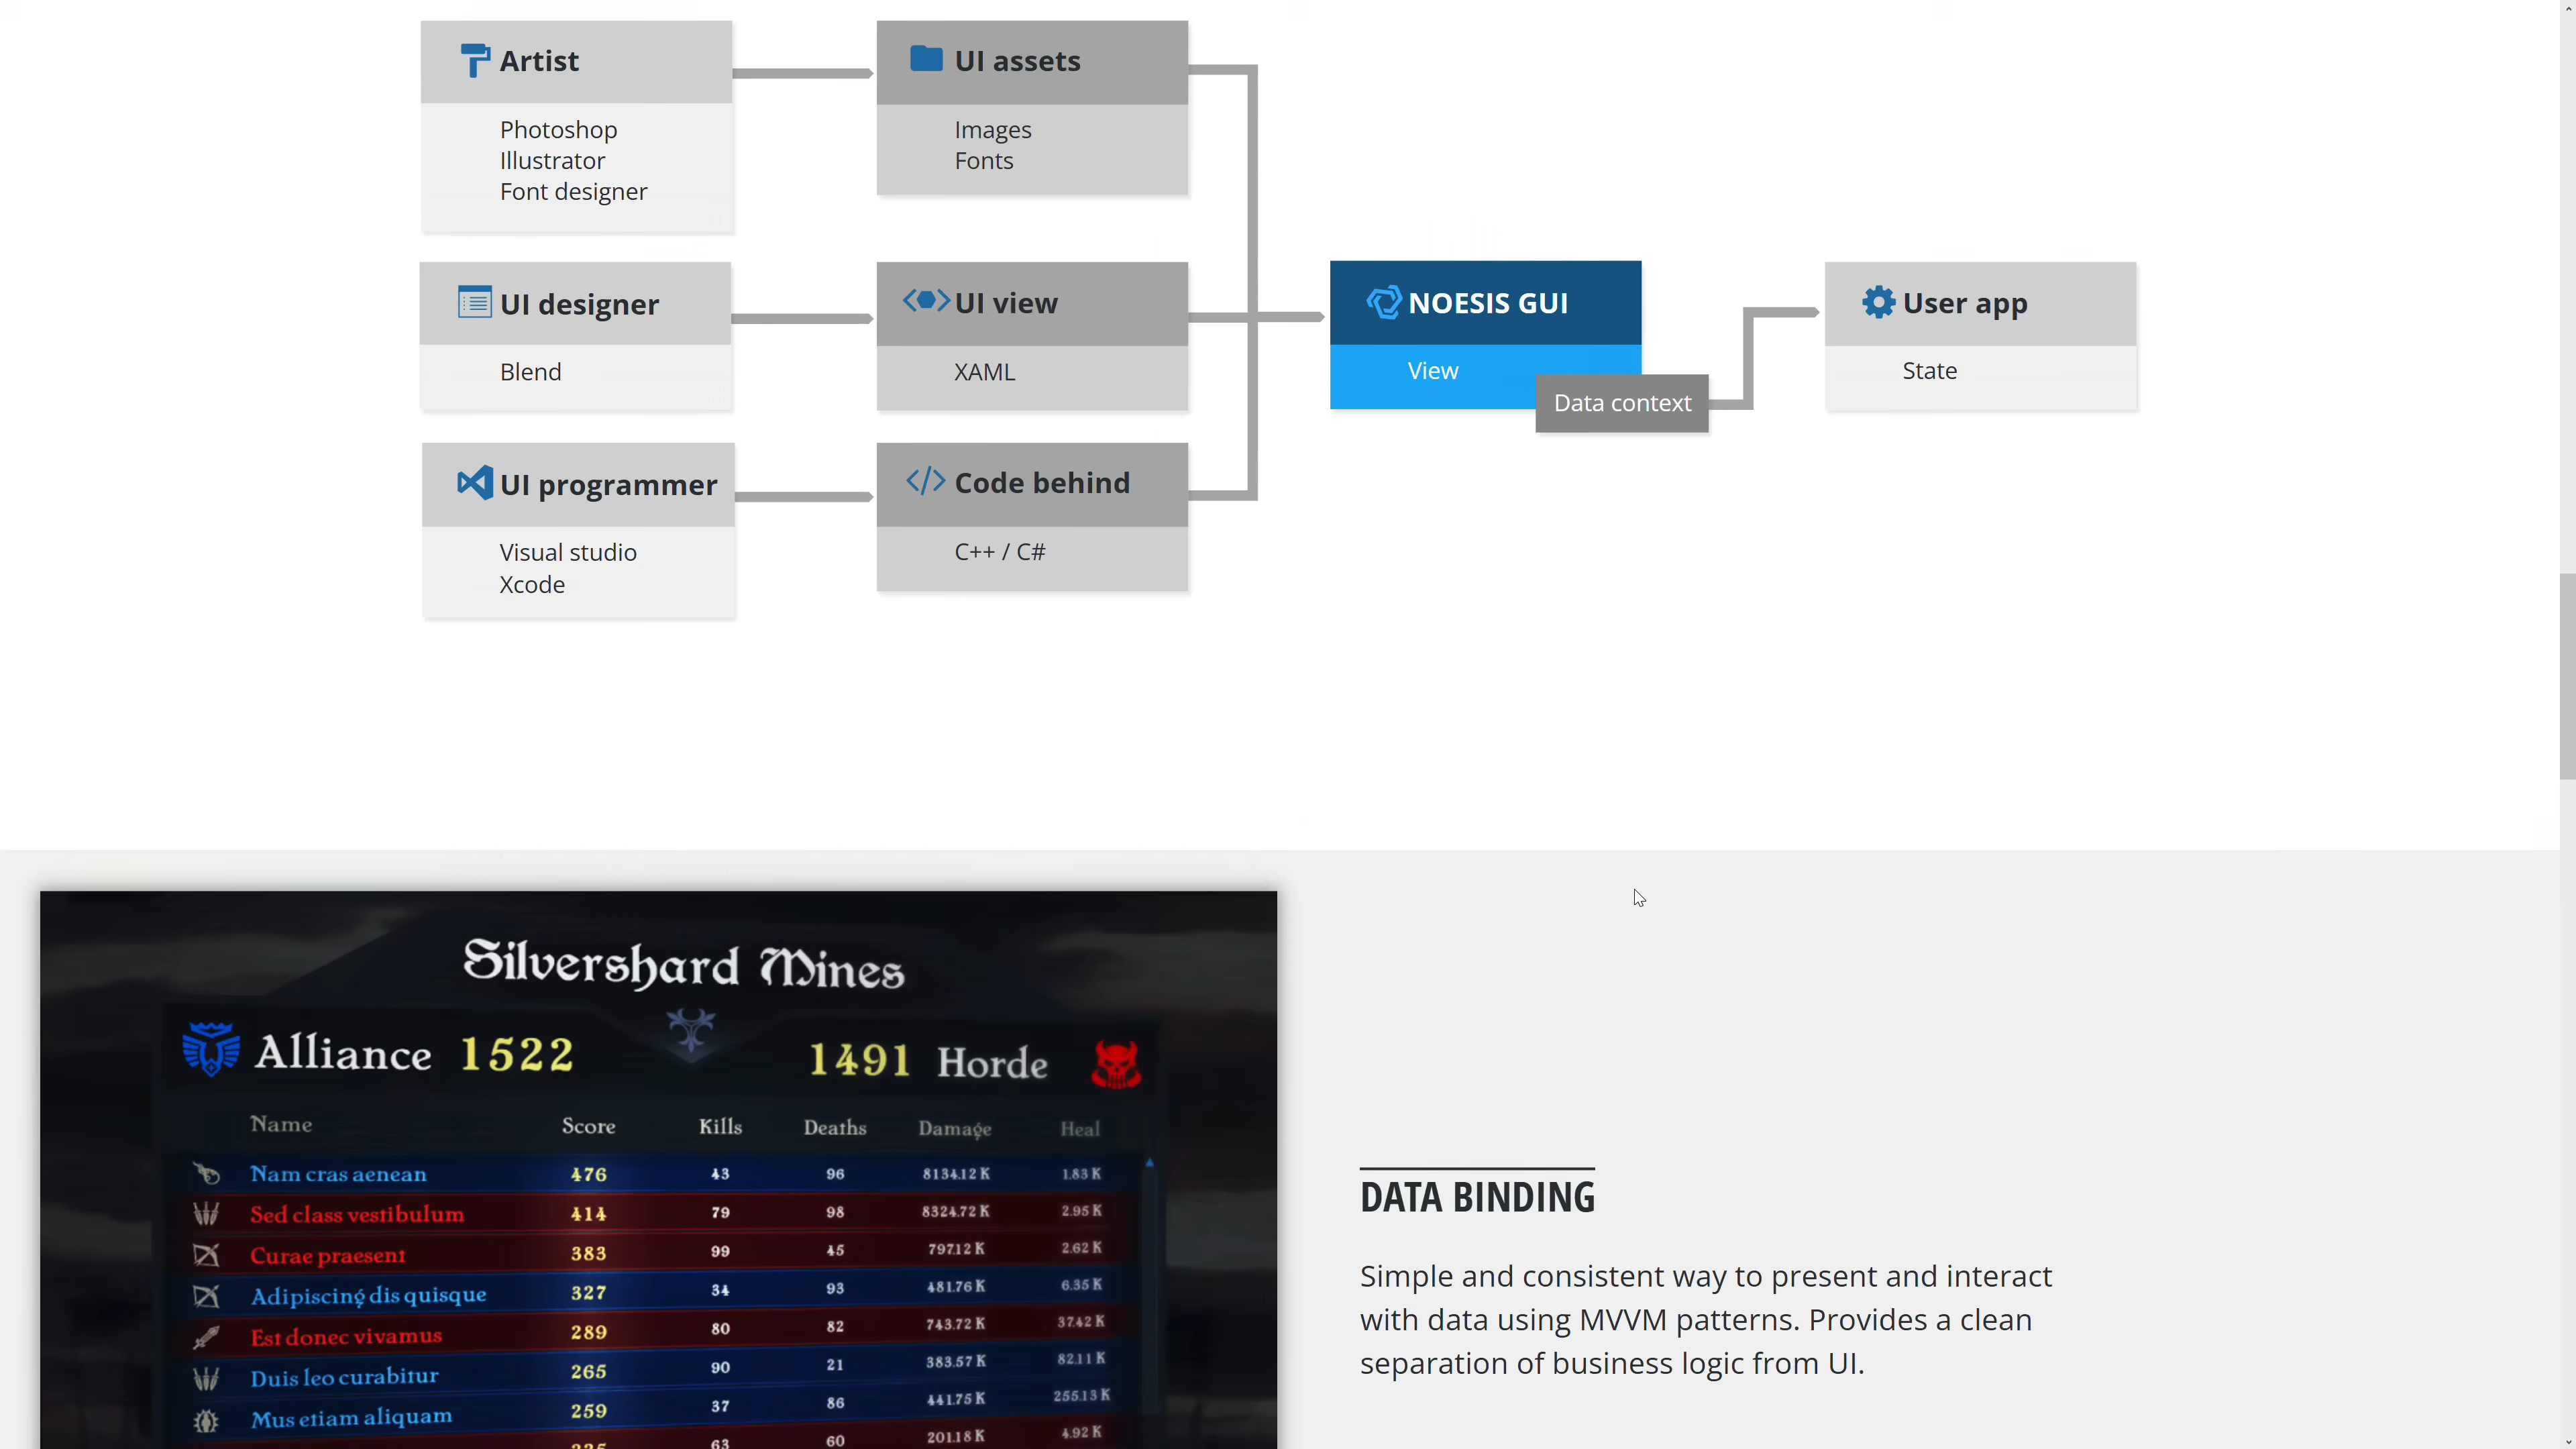 Artist
Photoshop
Illustrator
Font designer
UI assets
Images
Fonts
UI designer
Blend
UI view
XAML
NOESIS GUI
View
Data context
User app
State
UI programmer
Visual studio
Xcode
Code behind
C++ / C#
Silvershard Mines
Alliance 1522
1491 Horde
Name Score Kills Deaths Damage Heal
Nam cras aenean 476 43 96 8134.12 K 1.83 K
Sed class vestibulum 414 79 98 8324.72 K 2.95 K
Curae praesent 383 99 45 797.12 K 2.62 K
Adipiscing dis quisque 327 34 93 481.76 K 6.35 K
Est donec vivamus 289 80 82 743.72 K 37.42 K
Duis leo curabitur 265 90 21 383.57 K 82.11 K
Mus etiam aliquam 259 37 86 441.75 K 255.13 K
63 60 201.18 K 4.92 K
DATA BINDING
Simple and consistent way to present and interact
with data using MVVM patterns. Provides a clean
separation of business logic from UI.